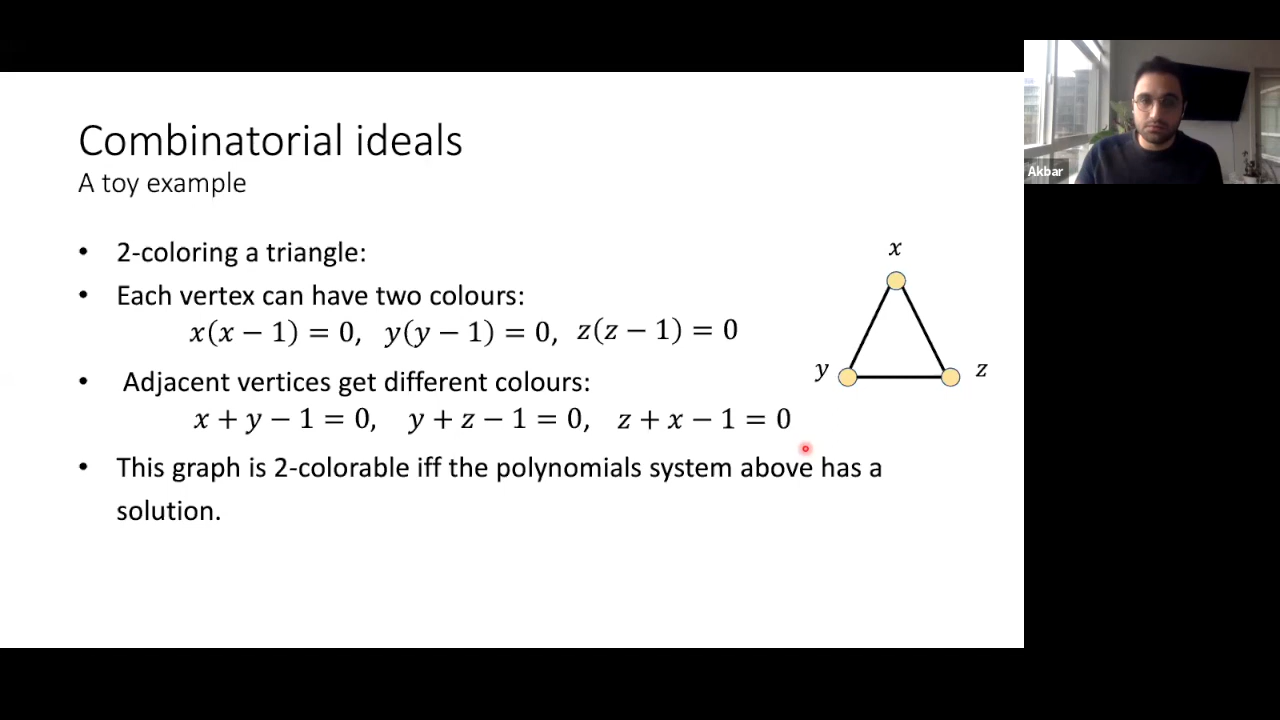 Combinatorial ideals
A toy example
• 2-coloring a triangle:
• Each vertex can have two colours:
x(x − 1) = 0, y(y − 1) = 0, z(z − 1) = 0
• Adjacent vertices get different colours:
x + y − 1 = 0, y + z − 1 = 0, z + x − 1 = 0
• This graph is 2-colorable iff the polynomials system above has a
solution.
x
y
z
Akbar